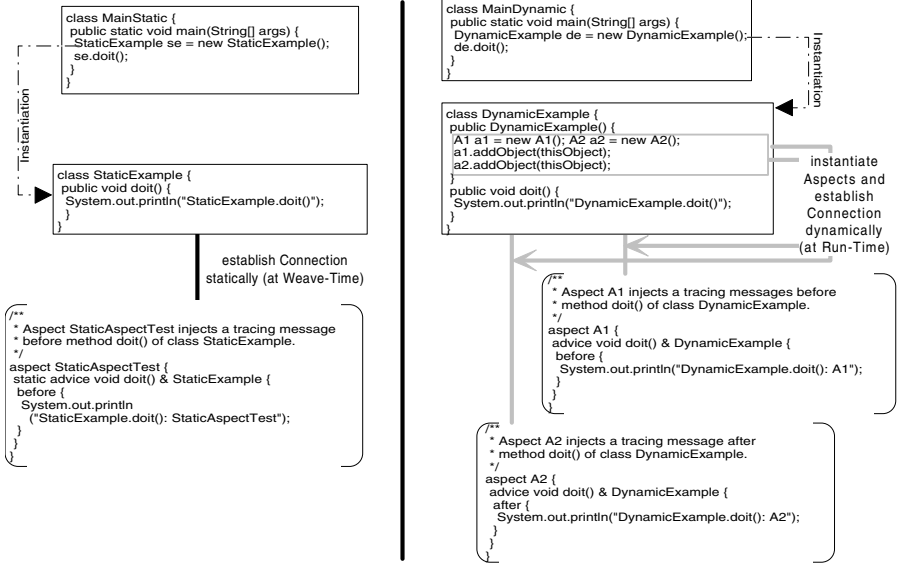 class MainStatic {
public static void main(String[] args) {
StaticExample se = new StaticExample();
se.doit();
}
}
Instantiation
class StaticExample {
public void doit() {
System.out.println("StaticExample.doit()");
}
}
establish Connection
statically (at Weave-Time)
/**
* Aspect StaticAspectTest injects a tracing message
* before method doit() of class StaticExample.
*/
aspect StaticAspectTest {
static advice void doit() & StaticExample {
before {
System.out.println
("StaticExample.doit(): StaticAspectTest");
}
}
}
class MainDynamic {
public static void main(String[] args) {
DynamicExample de = new DynamicExample();
de.doit();
}
}
Instantiation
class DynamicExample {
public DynamicExample() {
A1 a1 = new A1(); A2 a2 = new A2();
a1.addObject(thisObject);
a2.addObject(thisObject);
}
public void doit() {
System.out.println("DynamicExample.doit()");
}
}
instantiate
Aspects and
establish
Connection
dynamically
(at Run-Time)
/**
* Aspect A1 injects a tracing messages before
* method doit() of class DynamicExample.
*/
aspect A1 {
advice void doit() & DynamicExample {
before {
System.out.println("DynamicExample.doit(): A1");
}
}
}
/**
* Aspect A2 injects a tracing message after
* method doit() of class DynamicExample.
*/
aspect A2 {
advice void doit() & DynamicExample {
after {
System.out.println("DynamicExample.doit(): A2");
}
}
}